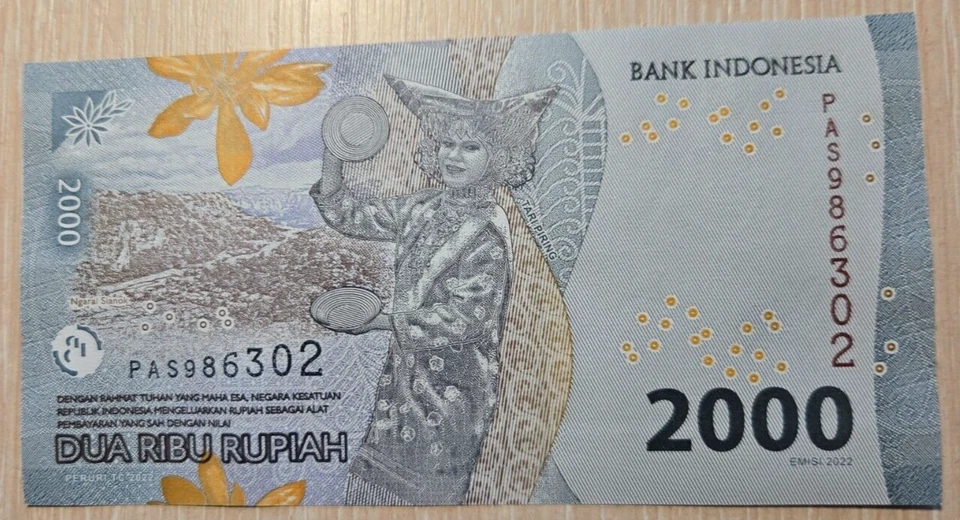 BANK INDONESIA
PAS986302
2000
TARI PIRING
Ngarai Sianok
PAS986302
DENGAN RAHMAT TUHAN YANG MAHA ESA, NEGARA KESATUAN
REPUBLIK INDONESIA MENGELUARKAN RUPIAH SEBAGAI ALAT
PEMBAYARAN YANG SAH DENGAN NILAI
DUA RIBU RUPIAH
PERURI TC 2022
2000
EMISI 2022